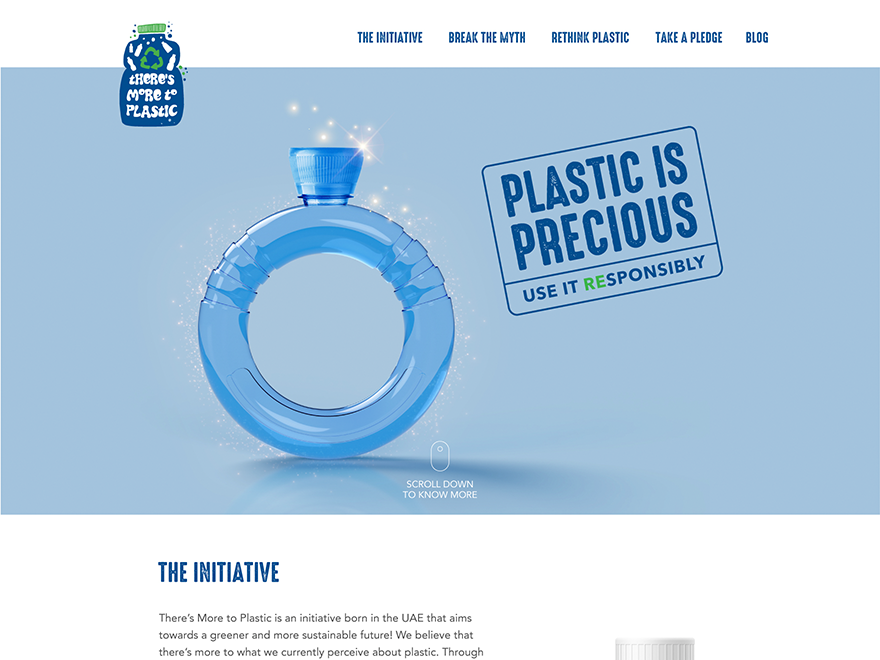 THERE'S
MORE TO
PLASTIC
THE INITIATIVE
BREAK THE MYTH
RETHINK PLASTIC
TAKE A PLEDGE
BLOG
PLASTIC IS
PRECIOUS
USE IT RESPONSIBLY
SCROLL DOWN
TO KNOW MORE
THE INITIATIVE
There's More to Plastic is an initiative born in the UAE that aims
towards a greener and more sustainable future! We believe that
there's more to what we currently perceive about plastic. Through